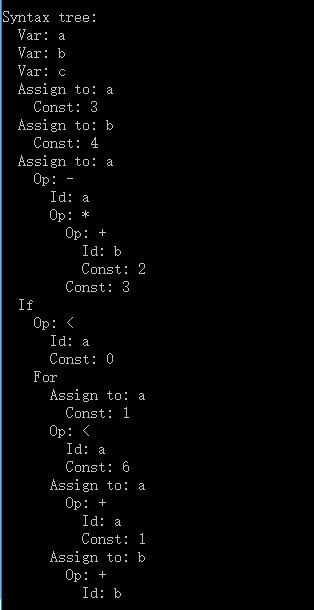 Syntax tree:
  Var: a
  Var: b
  Var: c
  Assign to: a
    Const: 3
  Assign to: b
    Const: 4
  Assign to: a
    Op: -
      Id: a
      Op: *
        Op: +
          Id: b
          Const: 2
        Const: 3
  If
    Op: <
      Id: a
      Const: 0
    For
      Assign to: a
        Const: 1
      Op: <
        Id: a
        Const: 6
      Assign to: a
        Op: +
          Id: a
          Const: 1
      Assign to: b
        Op: +
          Id: b